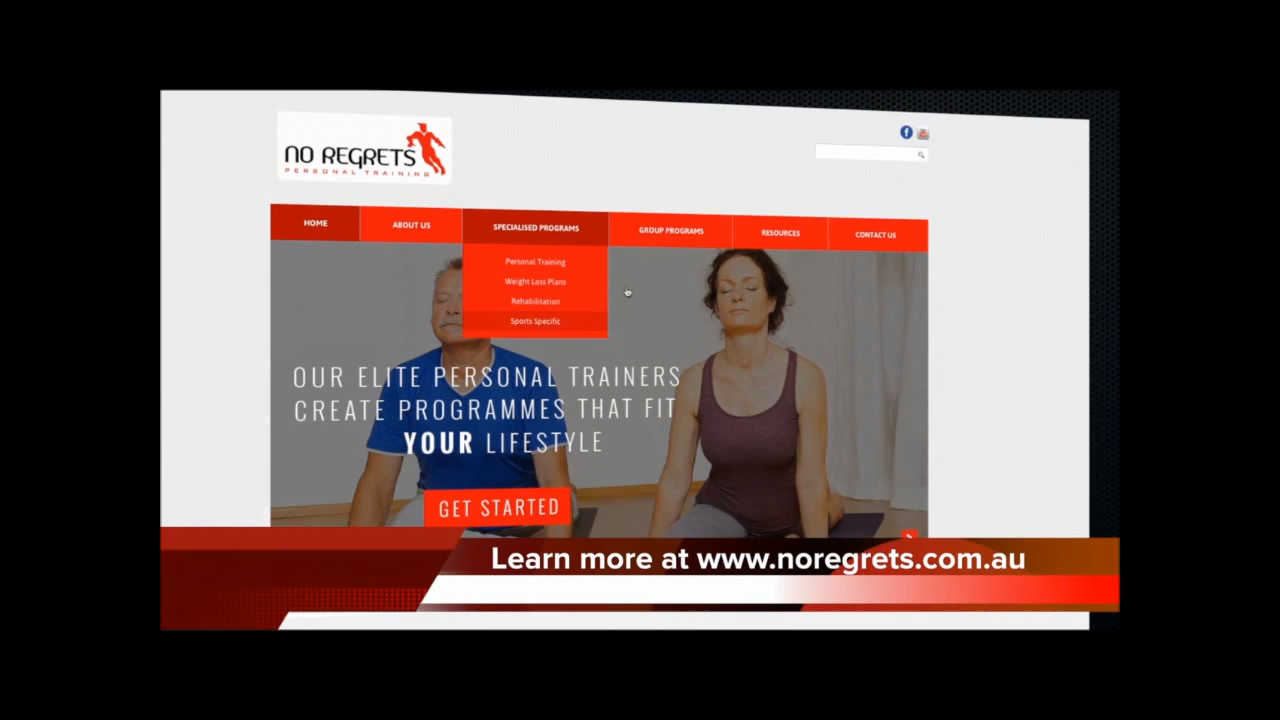 NO REGRETS
PERSONAL TRAINING
HOME
ABOUT US
SPECIALISED PROGRAMS
GROUP PROGRAMS
RESOURCES
CONTACT US
Personal Training
Weight Loss Plans
Rehabilitation
Sports Specific
OUR ELITE PERSONAL TRAINERS
CREATE PROGRAMMES THAT FIT
YOUR LIFESTYLE
GET STARTED
Learn more at www.noregrets.com.au